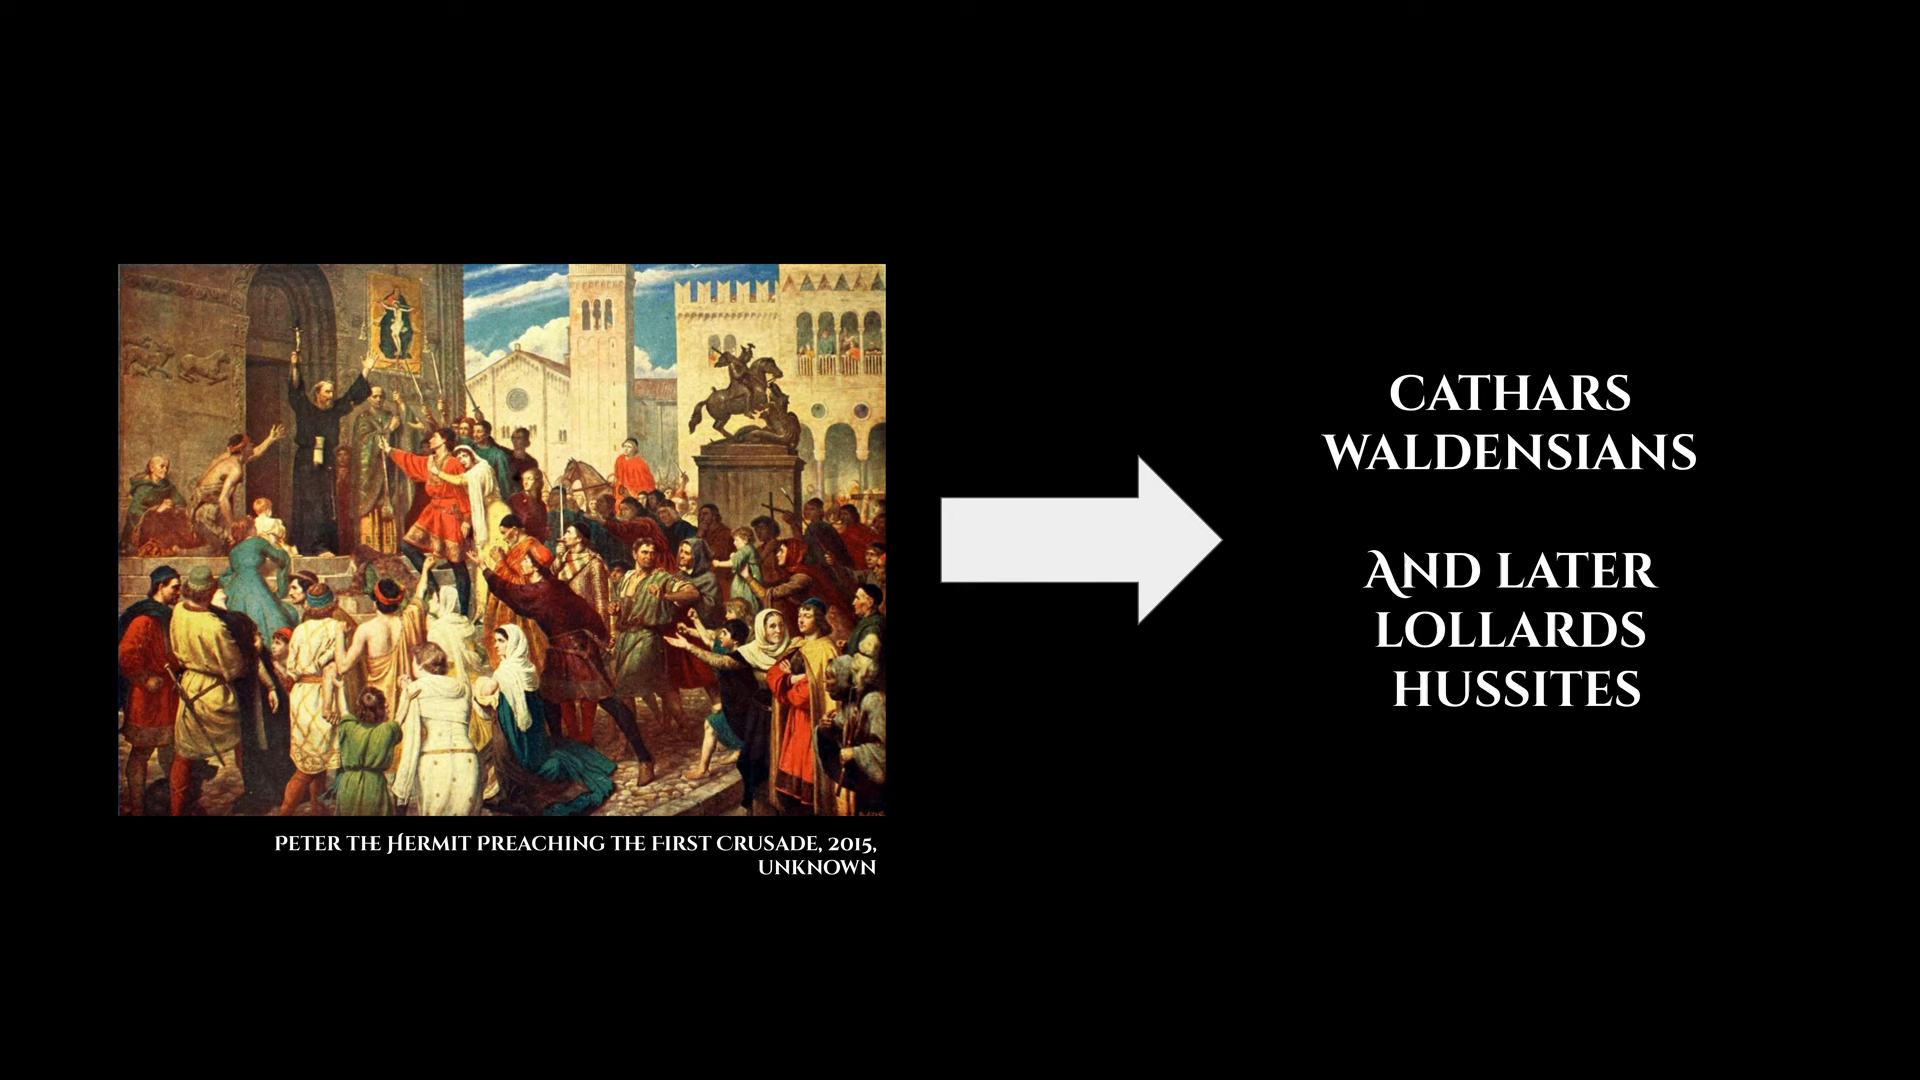 Peter the Hermit Preaching the First Crusade, 2015,
Unknown
CATHARS
WALDENSIANS
And later
LOLLARDS
HUSSITES